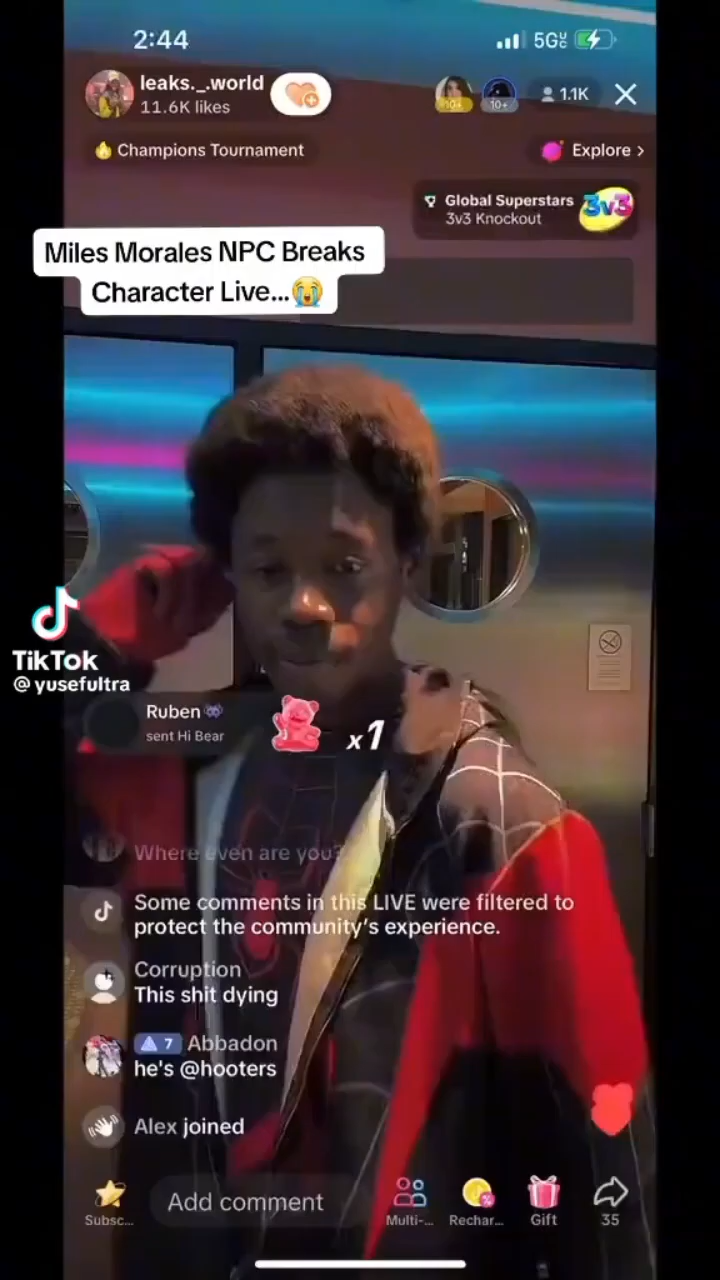 2:44
5G
leaks._.world
11.6K likes
10+
10+
1.1K
Champions Tournament
Explore >
Global Superstars
3v3 Knockout
3v3
Miles Morales NPC Breaks
Character Live...😭
TikTok
@yusefultra
Ruben
sent Hi Bear
x1
Where even are you?
Some comments in this LIVE were filtered to
protect the community's experience.
Corruption
This shit dying
7 Abbadon
he's @hooters
Alex joined
Subsc...
Add comment
Multi-...
Rechar...
Gift
35